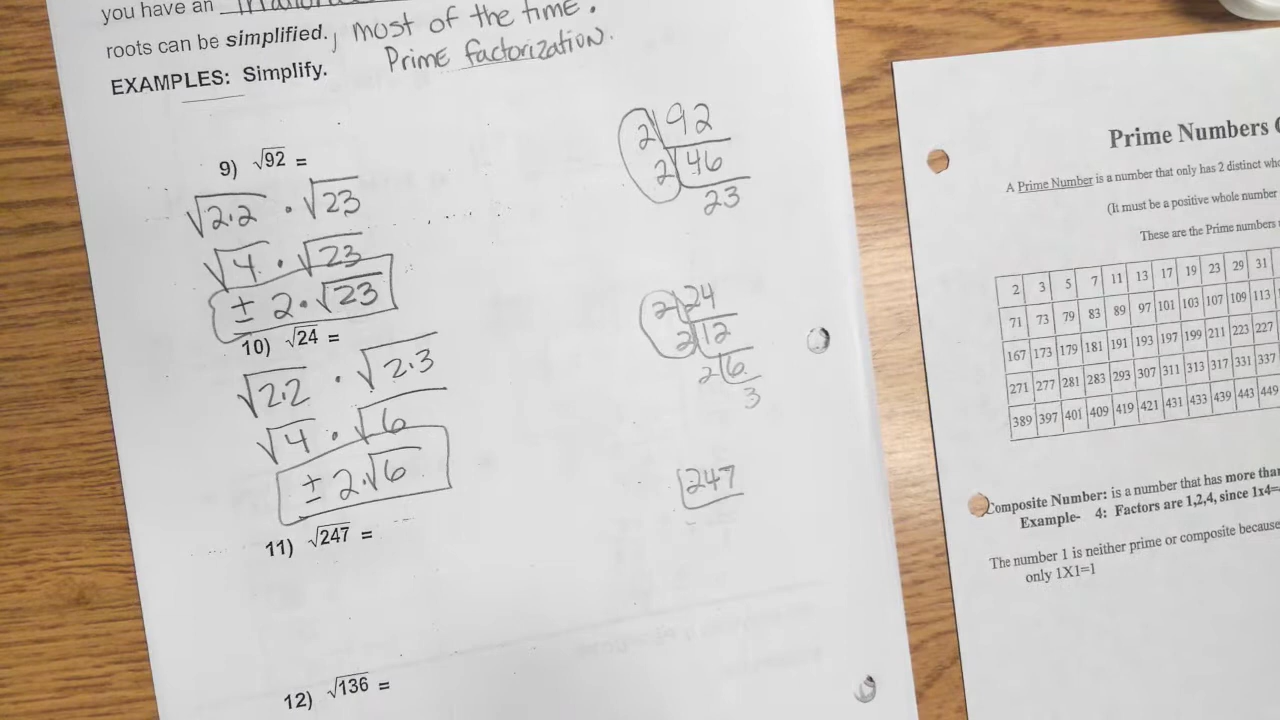 you have an
roots can be simplified., most of the time.
Prime factorization.
EXAMPLES: Simplify.
9) √92 =
√2·2 · √23
√4 · √23
± 2·√23
10) √24 =
√2·2 · √2·3
√4 · √6
± 2·√6
11) √247 =
12) √136 =
2 92
2 46
23
2 24
2 12
2 6
3
247
Prime Numbers
A Prime Number is a number that only has 2 distinct
(It must be a positive whole number
These are the Prime numbers
2 3 5 7 11 13 17 19 23 29 31
71 73 79 83 89 97 101 103 107 109 113
167 173 179 181 191 193 197 199 211 223 227
271 277 281 283 293 307 311 313 317 331 337
389 397 401 409 419 421 431 433 439 443 449
Composite Number: is a number that has more than
Example- 4: Factors are 1,2,4, since 1x4=
The number 1 is neither prime or composite because
only 1X1=1